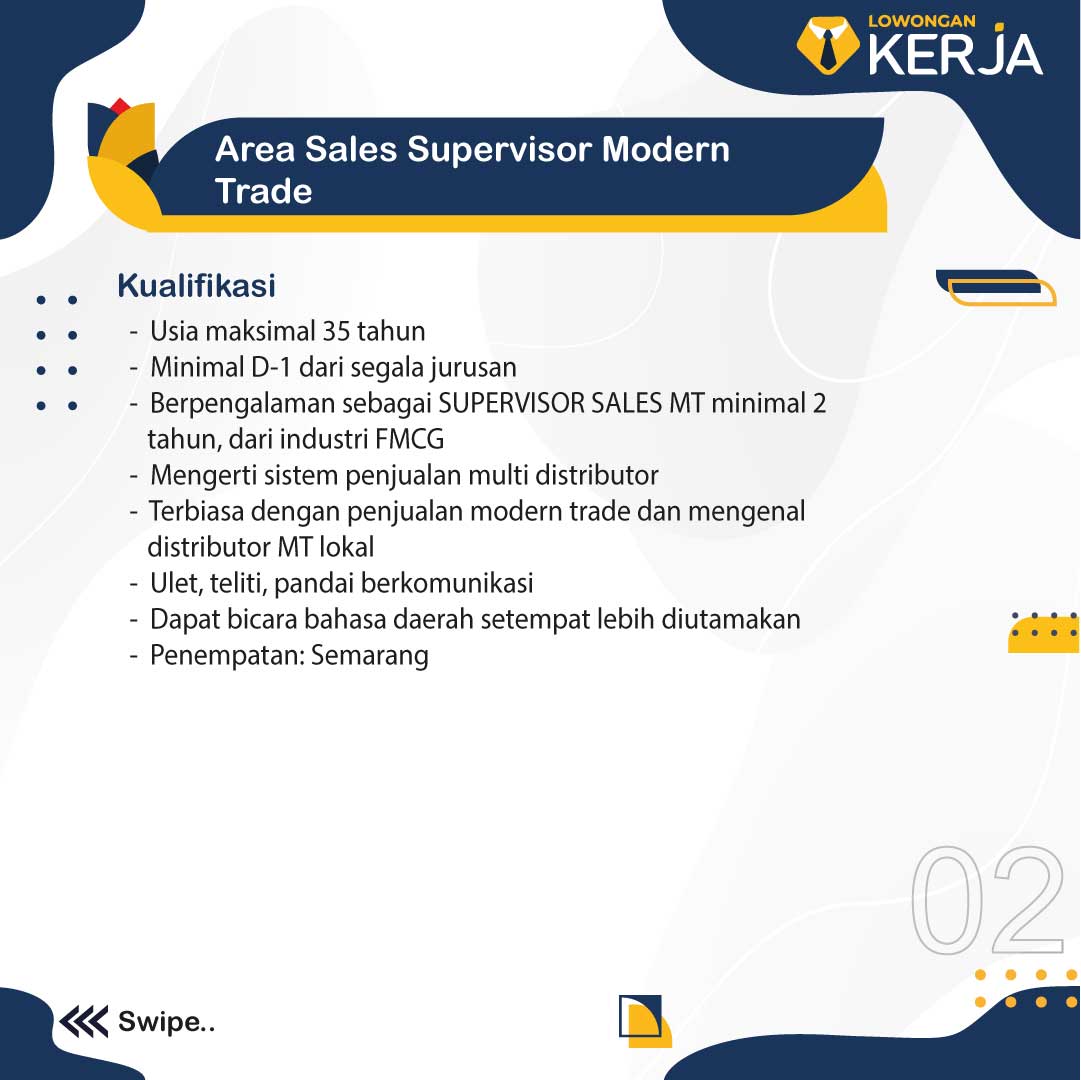 LOWONGAN
KERJA
Area Sales Supervisor Modern
Trade
Kualifikasi
- Usia maksimal 35 tahun
- Minimal D-1 dari segala jurusan
- Berpengalaman sebagai SUPERVISOR SALES MT minimal 2
tahun, dari industri FMCG
- Mengerti sistem penjualan multi distributor
- Terbiasa dengan penjualan modern trade dan mengenal
distributor MT lokal
- Ulet, teliti, pandai berkomunikasi
- Dapat bicara bahasa daerah setempat lebih diutamakan
- Penempatan: Semarang
02
Swipe..